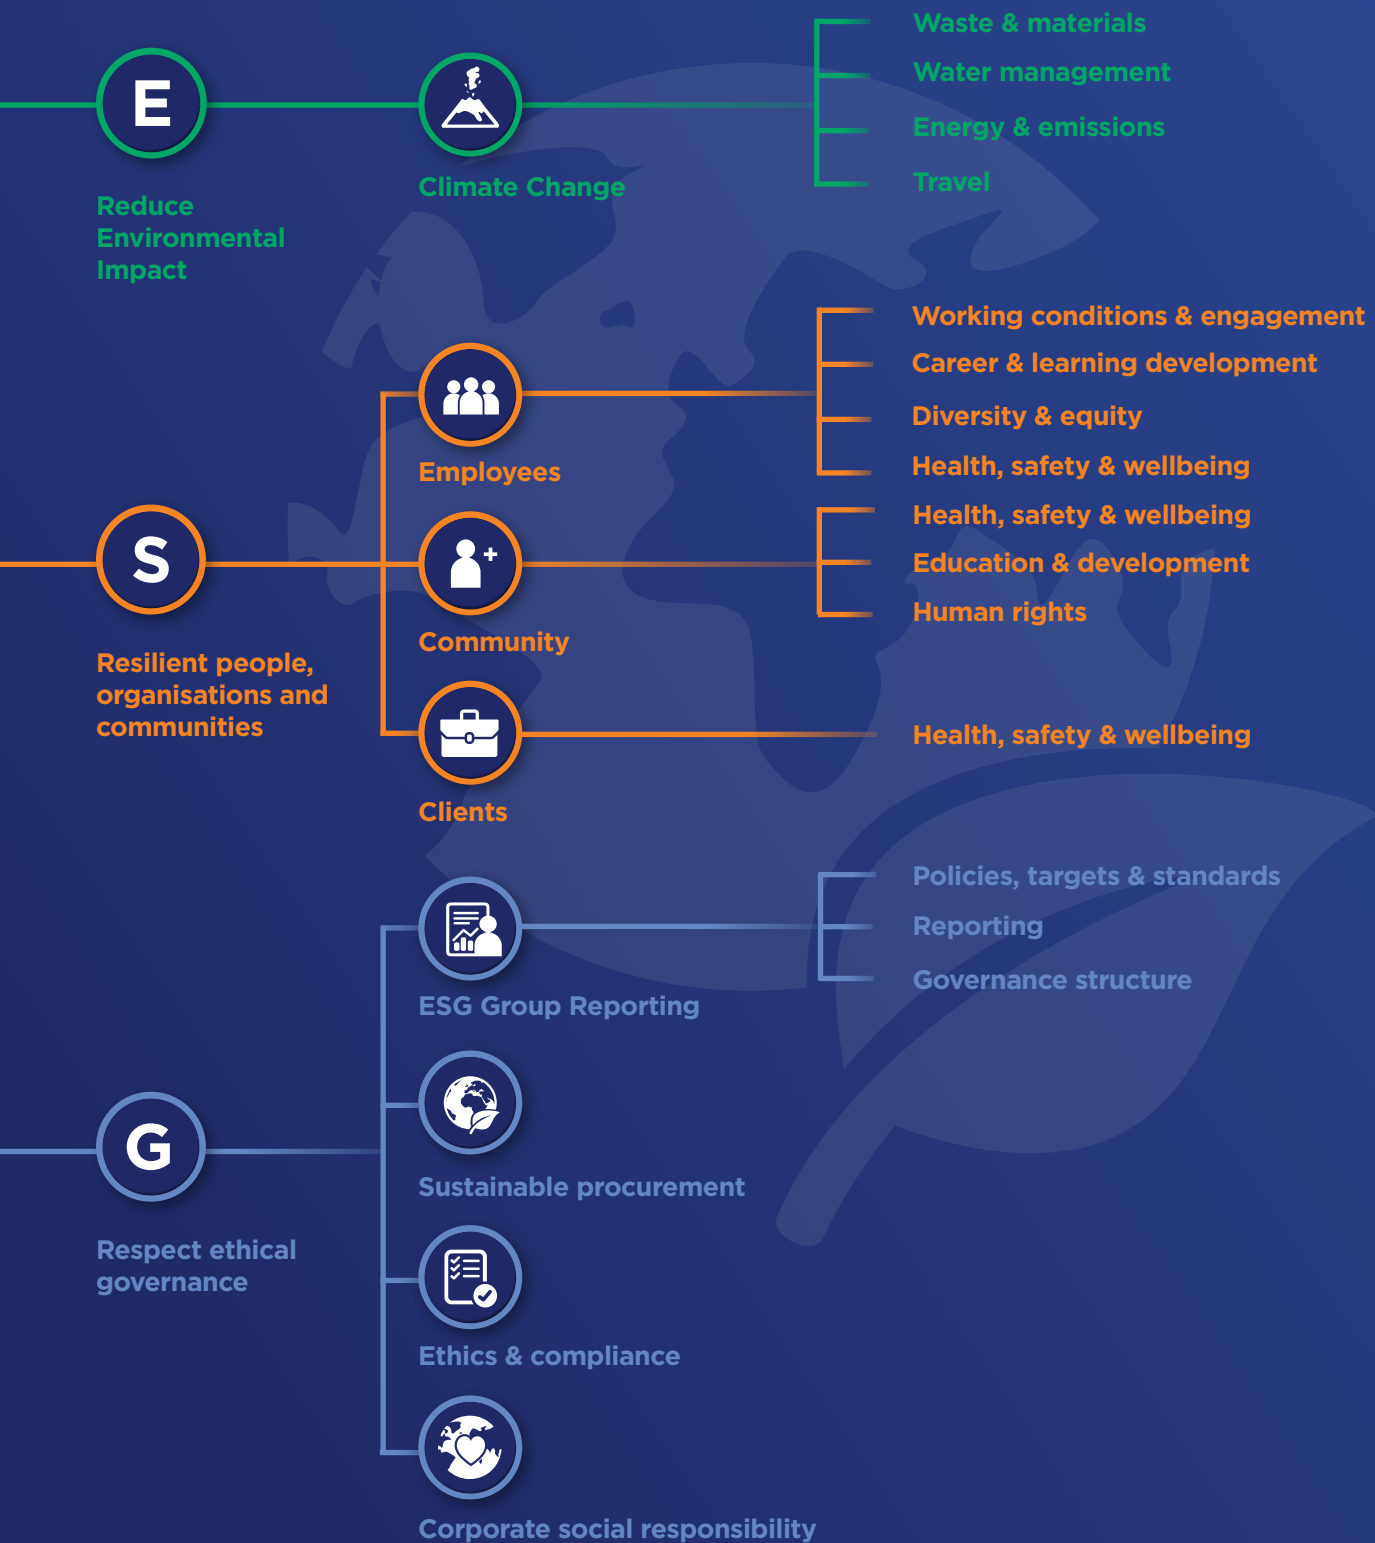 E
Reduce
Environmental
Impact
Climate Change
Waste & materials
Water management
Energy & emissions
Travel
S
Resilient people,
organisations and
communities
Employees
Working conditions & engagement
Career & learning development
Diversity & equity
Health, safety & wellbeing
Community
Health, safety & wellbeing
Education & development
Human rights
Clients
Health, safety & wellbeing
G
Respect ethical
governance
ESG Group Reporting
Policies, targets & standards
Reporting
Governance structure
Sustainable procurement
Ethics & compliance
Corporate social responsibility